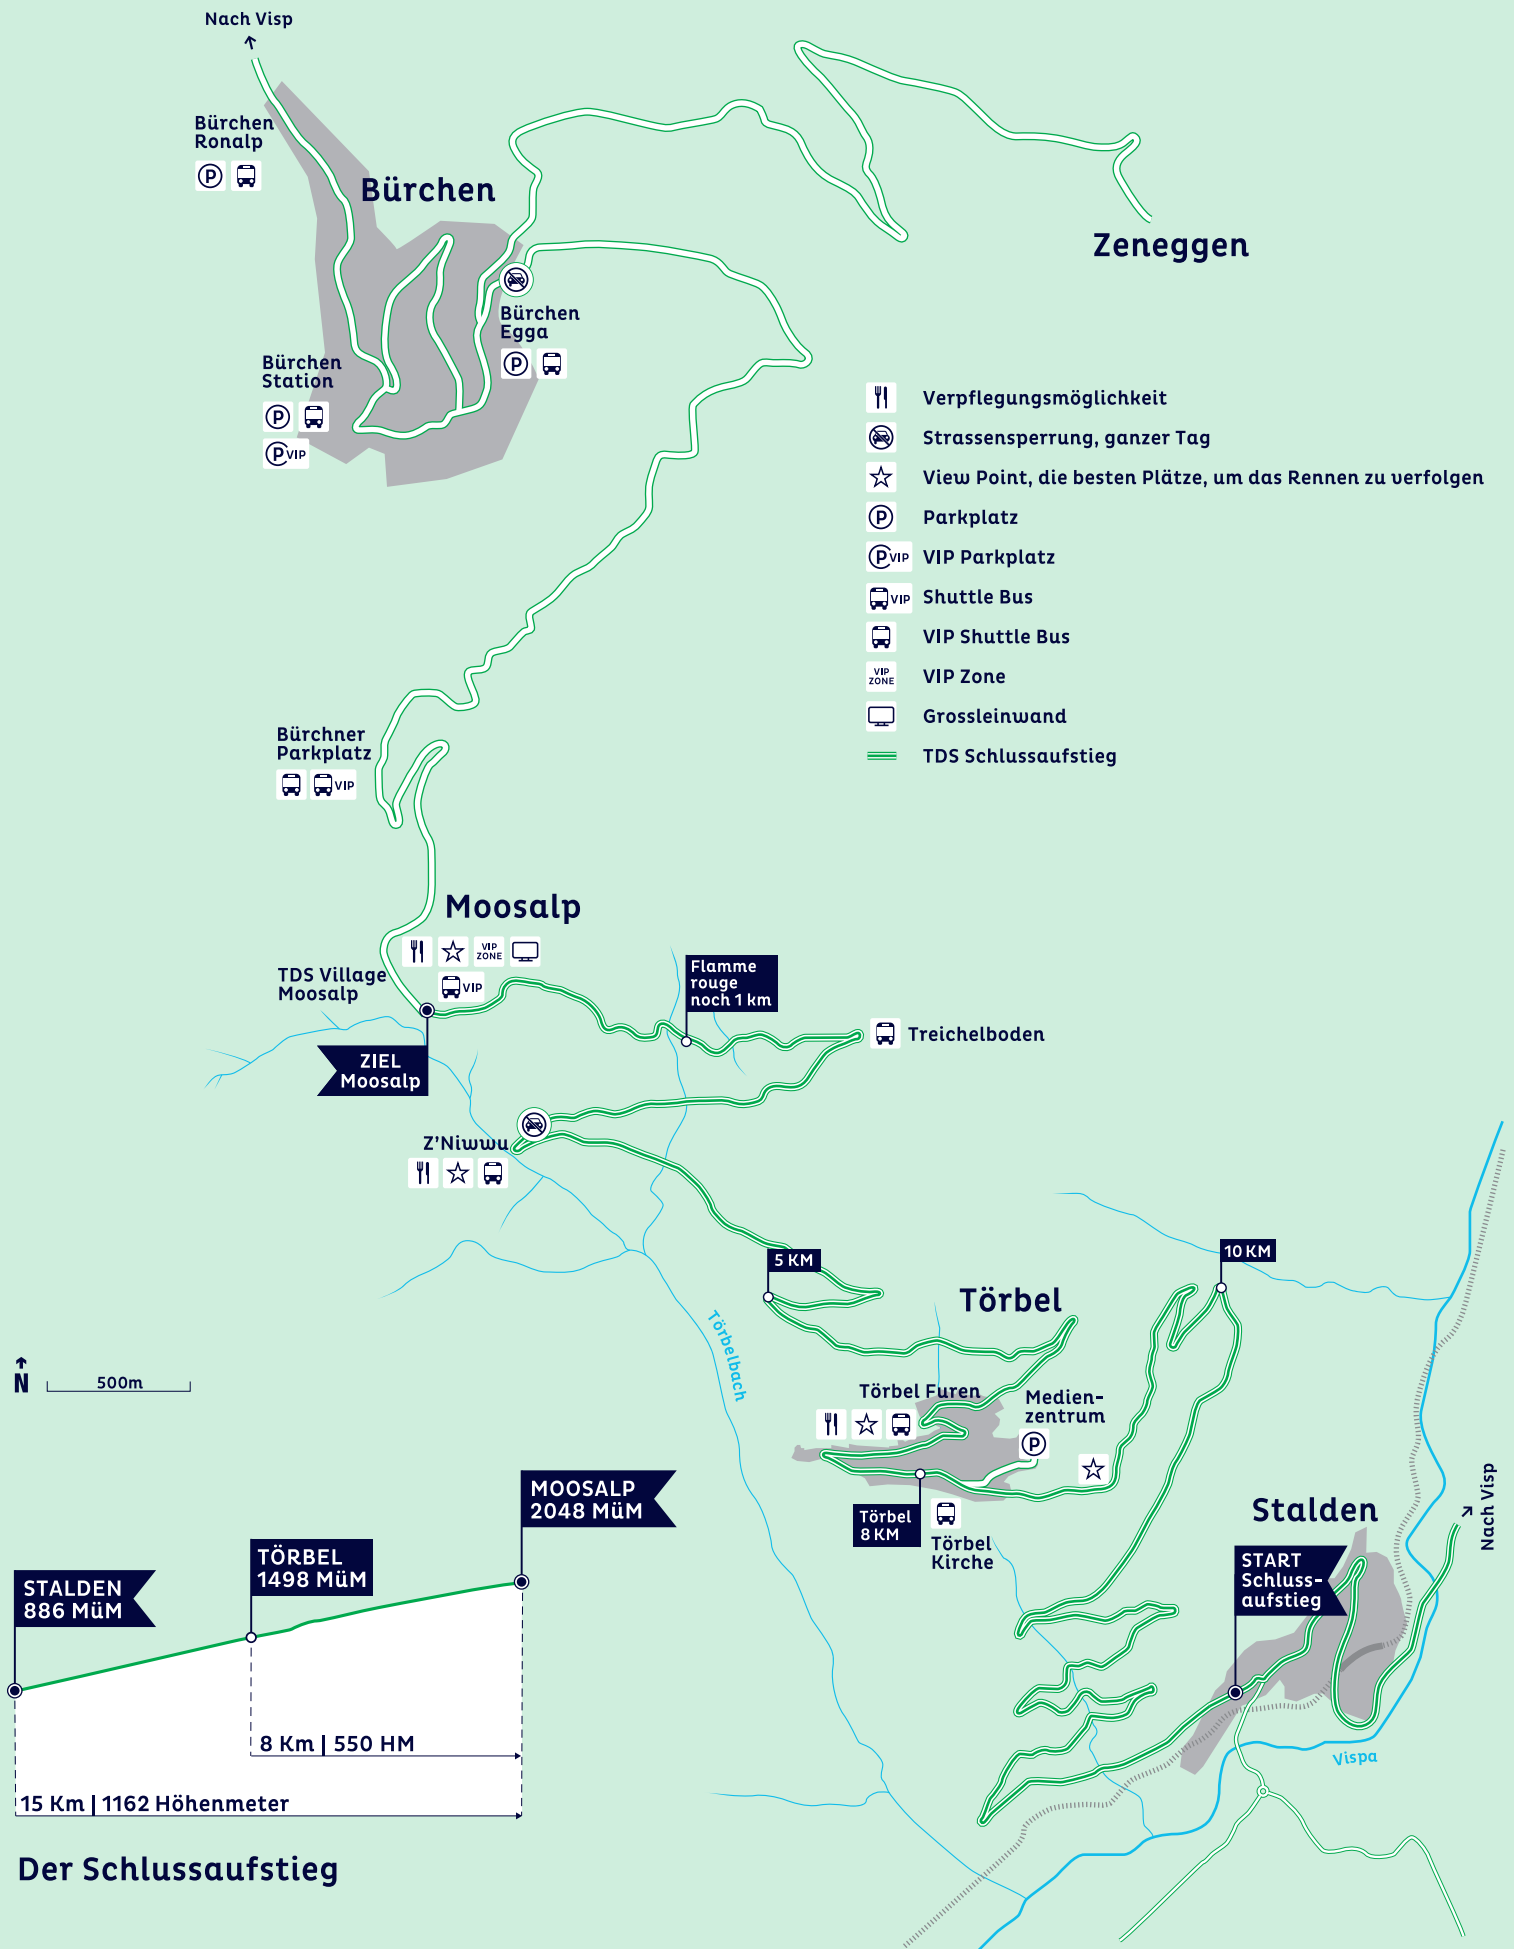 Nach Visp
Bürchen
Ronalp
P
Bürchen
Zeneggen
Bürchen
Egga
P
Bürchen
Station
P
P VIP
Verpflegungsmöglichkeit
Strassensperrung, ganzer Tag
View Point, die besten Plätze, um das Rennen zu verfolgen
P Parkplatz
P VIP VIP Parkplatz
VIP Shuttle Bus
VIP Shuttle Bus
VIP
ZONE
VIP Zone
Grossleinwand
TDS Schlussaufstieg
Bürchner
Parkplatz
VIP
Moosalp
VIP
ZONE
VIP
TDS Village
Moosalp
Flamme
rouge
noch 1 km
Treichelboden
ZIEL
Moosalp
Z'Niwwu
5 KM
10 KM
Törbel
Törbelbach
N
500m
Törbel Furen
Medien-
zentrum
P
Törbel
8 KM
Törbel
Kirche
Stalden
Nach Visp
START
Schluss-
aufstieg
Vispa
MOOSALP
2048 MüM
TÖRBEL
1498 MüM
STALDEN
886 MüM
8 Km | 550 HM
15 Km | 1162 Höhenmeter
Der Schlussaufstieg